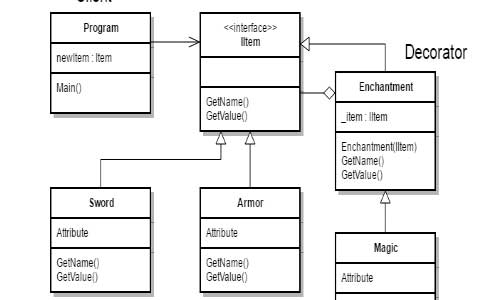 Program
newItem : Item
Main()
<<interface>>
IItem
GetName()
GetValue()
Decorator
Enchantment
_item : IItem
Enchantment(IItem)
GetName()
GetValue()
Sword
Attribute
GetName()
GetValue()
Armor
Attribute
GetName()
GetValue()
Magic
Attribute